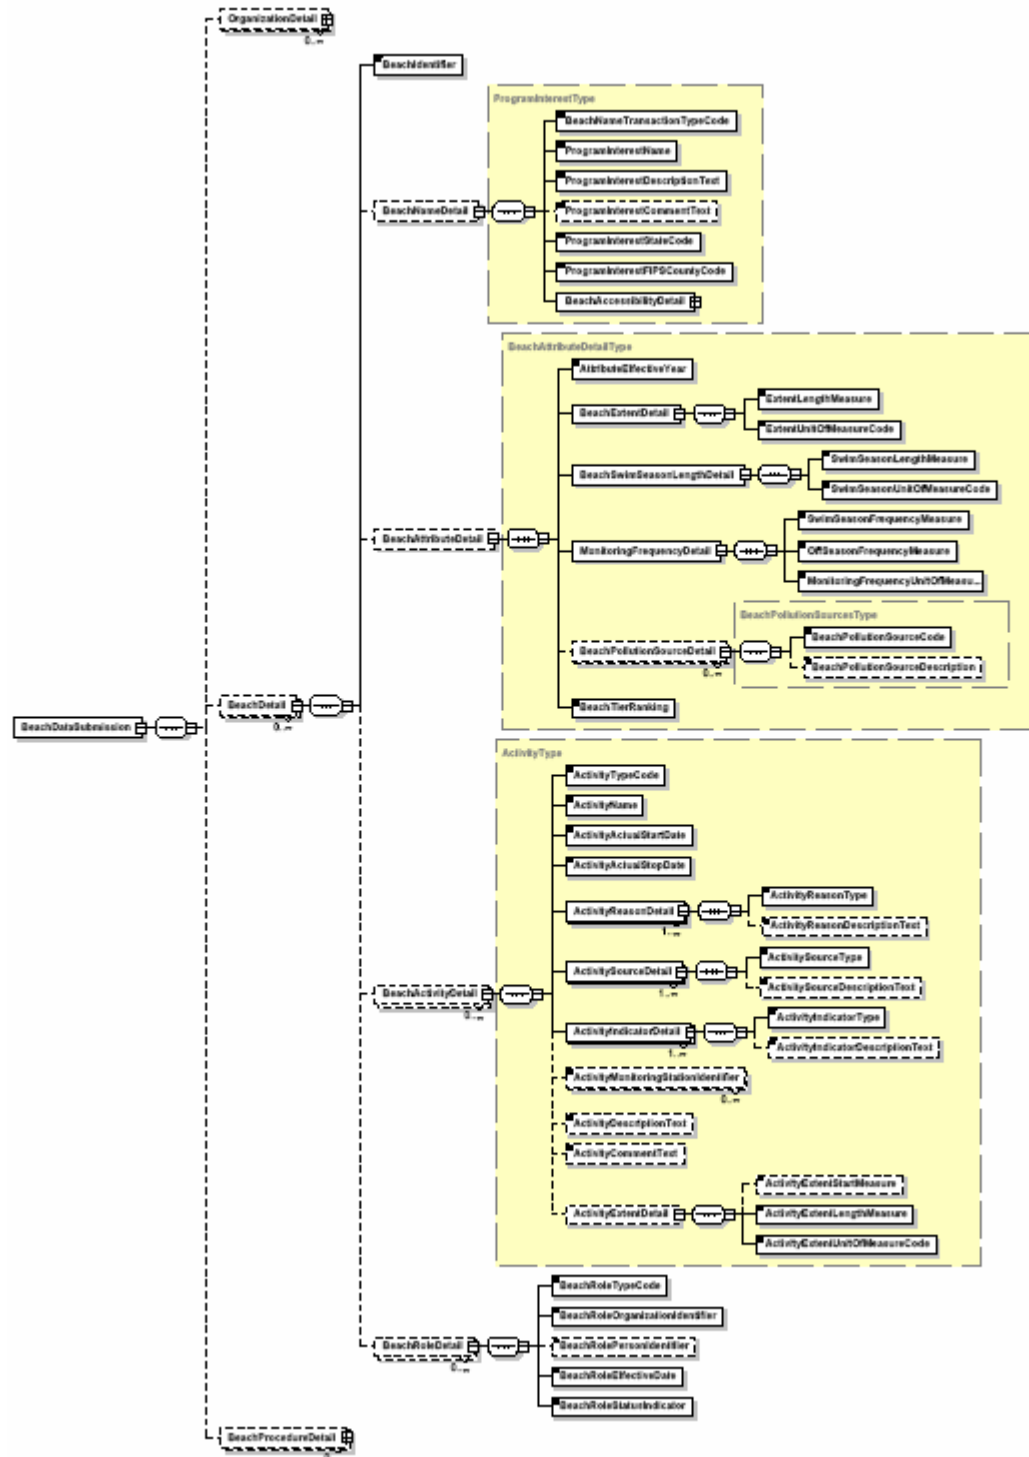 OrganizationDetail
0..∞
BeachIdentifier
ProgramInterestType
BeachNameTransactionTypeCode
ProgramInterestName
ProgramInterestDescriptionText
BeachNameDetail
ProgramInterestCommentText
ProgramInterestStateCode
ProgramInterestFIPSCountyCode
BeachAccessibilityDetail
BeachAttributeDetailType
AttributeEffectiveYear
ExtentLengthMeasure
BeachExtentDetail
ExtentUnitOfMeasureCode
SwimSeasonLengthMeasure
BeachSwimSeasonLengthDetail
SwimSeasonUnitOfMeasureCode
SwimSeasonFrequencyMeasure
BeachAttributeDetail
MonitoringFrequencyDetail
OffSeasonFrequencyMeasure
MonitoringFrequencyUnitOfMeasu...
BeachPollutionSourcesType
BeachPollutionSourceCode
BeachPollutionSourceDetail
BeachPollutionSourceDescription
0..∞
BeachDetail
BeachTierRanking
0..∞
BeachDataSubmission
ActivityType
ActivityTypeCode
ActivityName
ActivityActualStartDate
ActivityActualStopDate
ActivityReasonType
ActivityReasonDetail
ActivityReasonDescriptionText
1..∞
ActivitySourceType
ActivitySourceDetail
ActivitySourceDescriptionText
1..∞
BeachActivityDetail
0..∞
ActivityIndicatorType
ActivityIndicatorDetail
ActivityIndicatorDescriptionText
1..∞
ActivityMonitoringStationIdentifier
0..∞
ActivityDescriptionText
ActivityCommentText
ActivityExtentStartMeasure
ActivityExtentDetail
ActivityExtentLengthMeasure
ActivityExtentUnitOfMeasureCode
BeachRoleTypeCode
BeachRoleOrganizationIdentifier
BeachRoleDetail
BeachRolePersonIdentifier
0..∞
BeachRoleEffectiveDate
BeachRoleStatusIndicator
BeachProcedureDetail